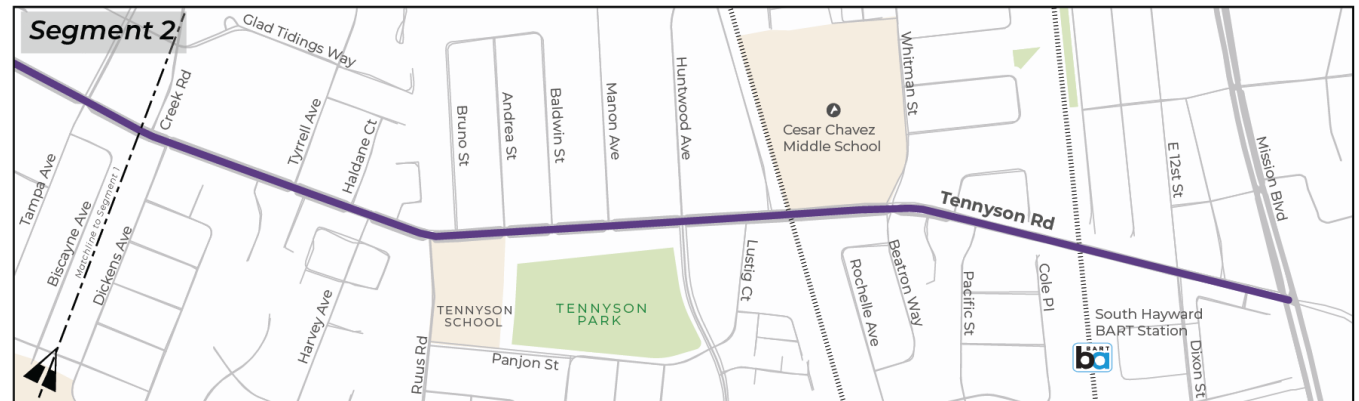 Segment 2
Glad Tidings Way
Creek Rd
Tyrrell Ave
Haldane Ct
Bruno St
Andrea St
Baldwin St
Manon Ave
Huntwood Ave
Whitman St
Cesar Chavez
Middle School
E 12st St
Mission Blvd
Tampa Ave
Biscayne Ave
Matchline to Segment 1
Dickens Ave
Tennyson Rd
Harvey Ave
Ruus Rd
TENNYSON
SCHOOL
TENNYSON
PARK
Panjon St
Lustig Ct
Rochelle Ave
Beatron Way
Pacific St
Cole Pl
South Hayward
BART Station
BART
ba
Dixon St